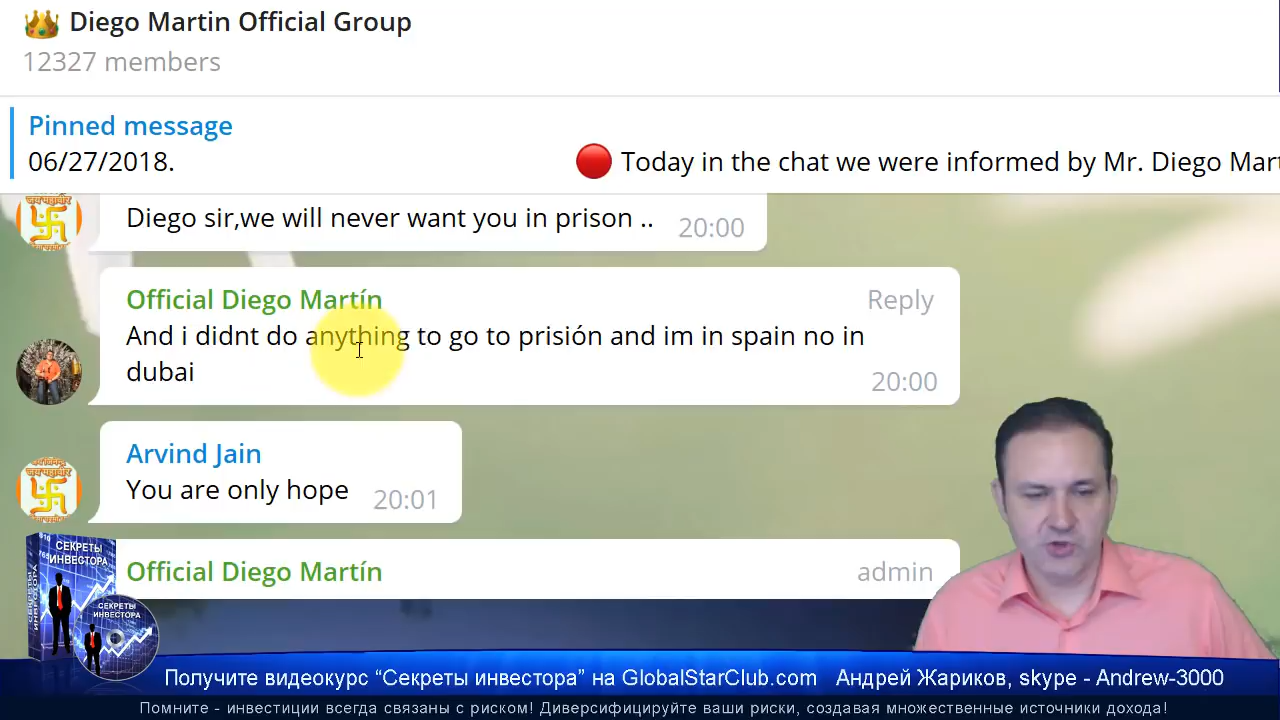 👑 Diego Martin Official Group
12327 members
Pinned message
06/27/2018. 🔴 Today in the chat we were informed by Mr. Diego Mar
Diego sir,we will never want you in prison .. 20:00
Official Diego Martín Reply
And i didnt do anything to go to prisión and im in spain no in
dubai 20:00
Arvind Jain
You are only hope 20:01
Official Diego Martín admin
СЕКРЕТЫ
ИНВЕСТОРА
СЕКРЕТЫ
ИНВЕСТОРА
Получите видеокурс “Секреты инвестора” на GlobalStarClub.com Андрей Жариков, skype - Andrew-3000
Помните - инвестиции всегда связаны с риском! Диверсифицируйте ваши риски, создавая множественные источники дохода!